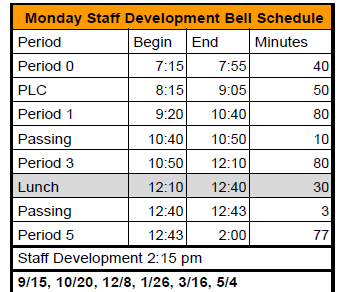 Monday Staff Development Bell Schedule
Period Begin End Minutes
Period 0 7:15 7:55 40
PLC 8:15 9:05 50
Period 1 9:20 10:40 80
Passing 10:40 10:50 10
Period 3 10:50 12:10 80
Lunch 12:10 12:40 30
Passing 12:40 12:43 3
Period 5 12:43 2:00 77
Staff Development 2:15 pm
9/15, 10/20, 12/8, 1/26, 3/16, 5/4